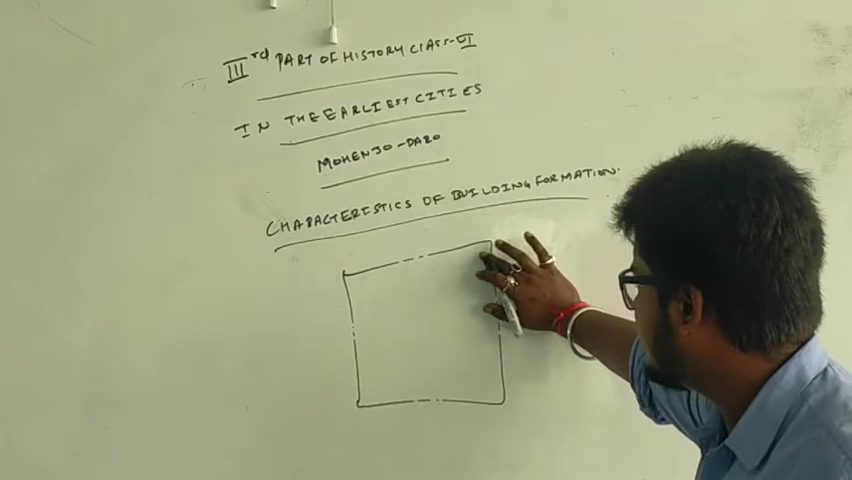 IIIrd PART OF HISTORY CLASS-VI
IN THE EARLIEST CITIES
MOHENJO-DARO
CHARACTERISTICS OF BUILDING FORMATION.